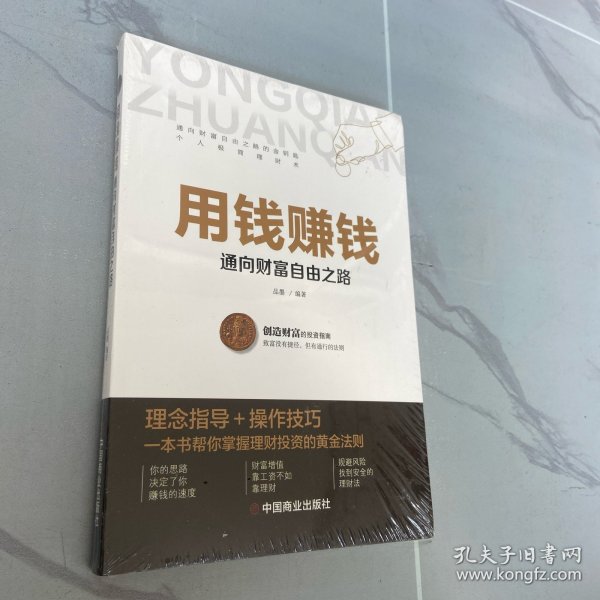 YONGQIAN
ZHUANQIAN
通向财富自由之路的金钥匙
个人极简理财术
用钱赚钱
通向财富自由之路
品墨 / 编著
创造财富的投资指南
致富没有捷径，但有通行的法则
理念指导+操作技巧
一本书帮你掌握理财投资的黄金法则
你的思路
决定了你
赚钱的速度
财富增值
靠工资不如
靠理财
规避风险
找到安全的
理财法
中国商业出版社
孔夫子旧书网
www.kongfz.com